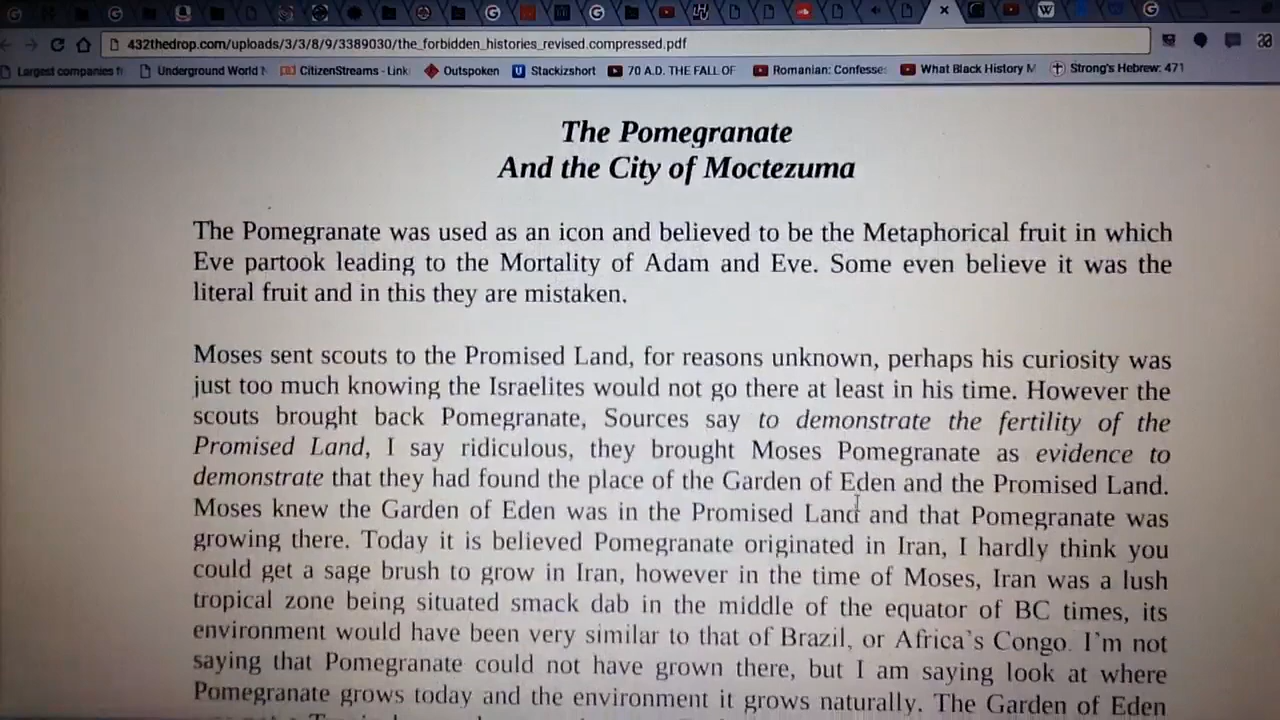 432thedrop.com/uploads/3/3/8/9/3389030/the_forbidden_histories_revised.compressed.pdf
Largest companies Underground World CitizenStreams - Link Outspoken Stackizshort 70 A.D. THE FALL OF Romanian: Confesse What Black History M Strong's Hebrew: 471
The Pomegranate
And the City of Moctezuma
The Pomegranate was used as an icon and believed to be the Metaphorical fruit in which
Eve partook leading to the Mortality of Adam and Eve. Some even believe it was the
literal fruit and in this they are mistaken.
Moses sent scouts to the Promised Land, for reasons unknown, perhaps his curiosity was
just too much knowing the Israelites would not go there at least in his time. However the
scouts brought back Pomegranate, Sources say to demonstrate the fertility of the
Promised Land, I say ridiculous, they brought Moses Pomegranate as evidence to
demonstrate that they had found the place of the Garden of Eden and the Promised Land.
Moses knew the Garden of Eden was in the Promised Land and that Pomegranate was
growing there. Today it is believed Pomegranate originated in Iran, I hardly think you
could get a sage brush to grow in Iran, however in the time of Moses, Iran was a lush
tropical zone being situated smack dab in the middle of the equator of BC times, its
environment would have been very similar to that of Brazil, or Africa's Congo. I'm not
saying that Pomegranate could not have grown there, but I am saying look at where
Pomegranate grows today and the environment it grows naturally. The Garden of Eden